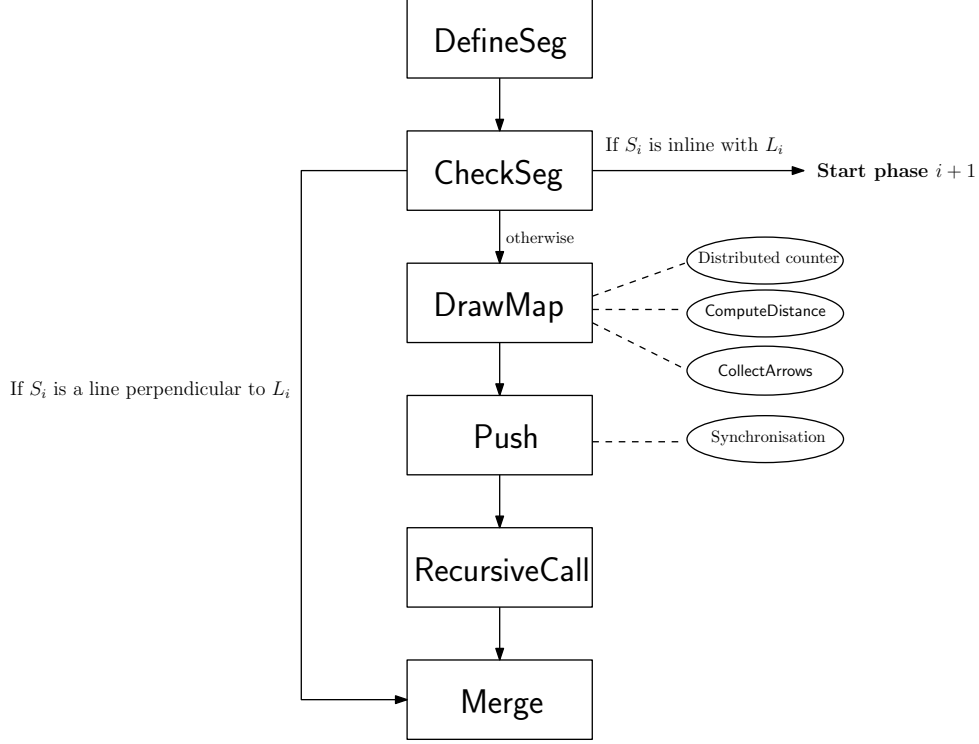 DefineSeg
If $S_i$ is inline with $L_i$
CheckSeg
Start phase $i+1$
otherwise
Distributed counter
DrawMap
ComputeDistance
CollectArrows
If $S_i$ is a line perpendicular to $L_i$
Push
Synchronisation
RecursiveCall
Merge